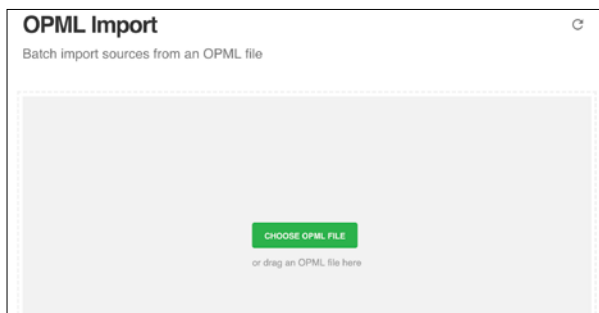 OPML Import
Batch import sources from an OPML file
CHOOSE OPML FILE
or drag an OPML file here